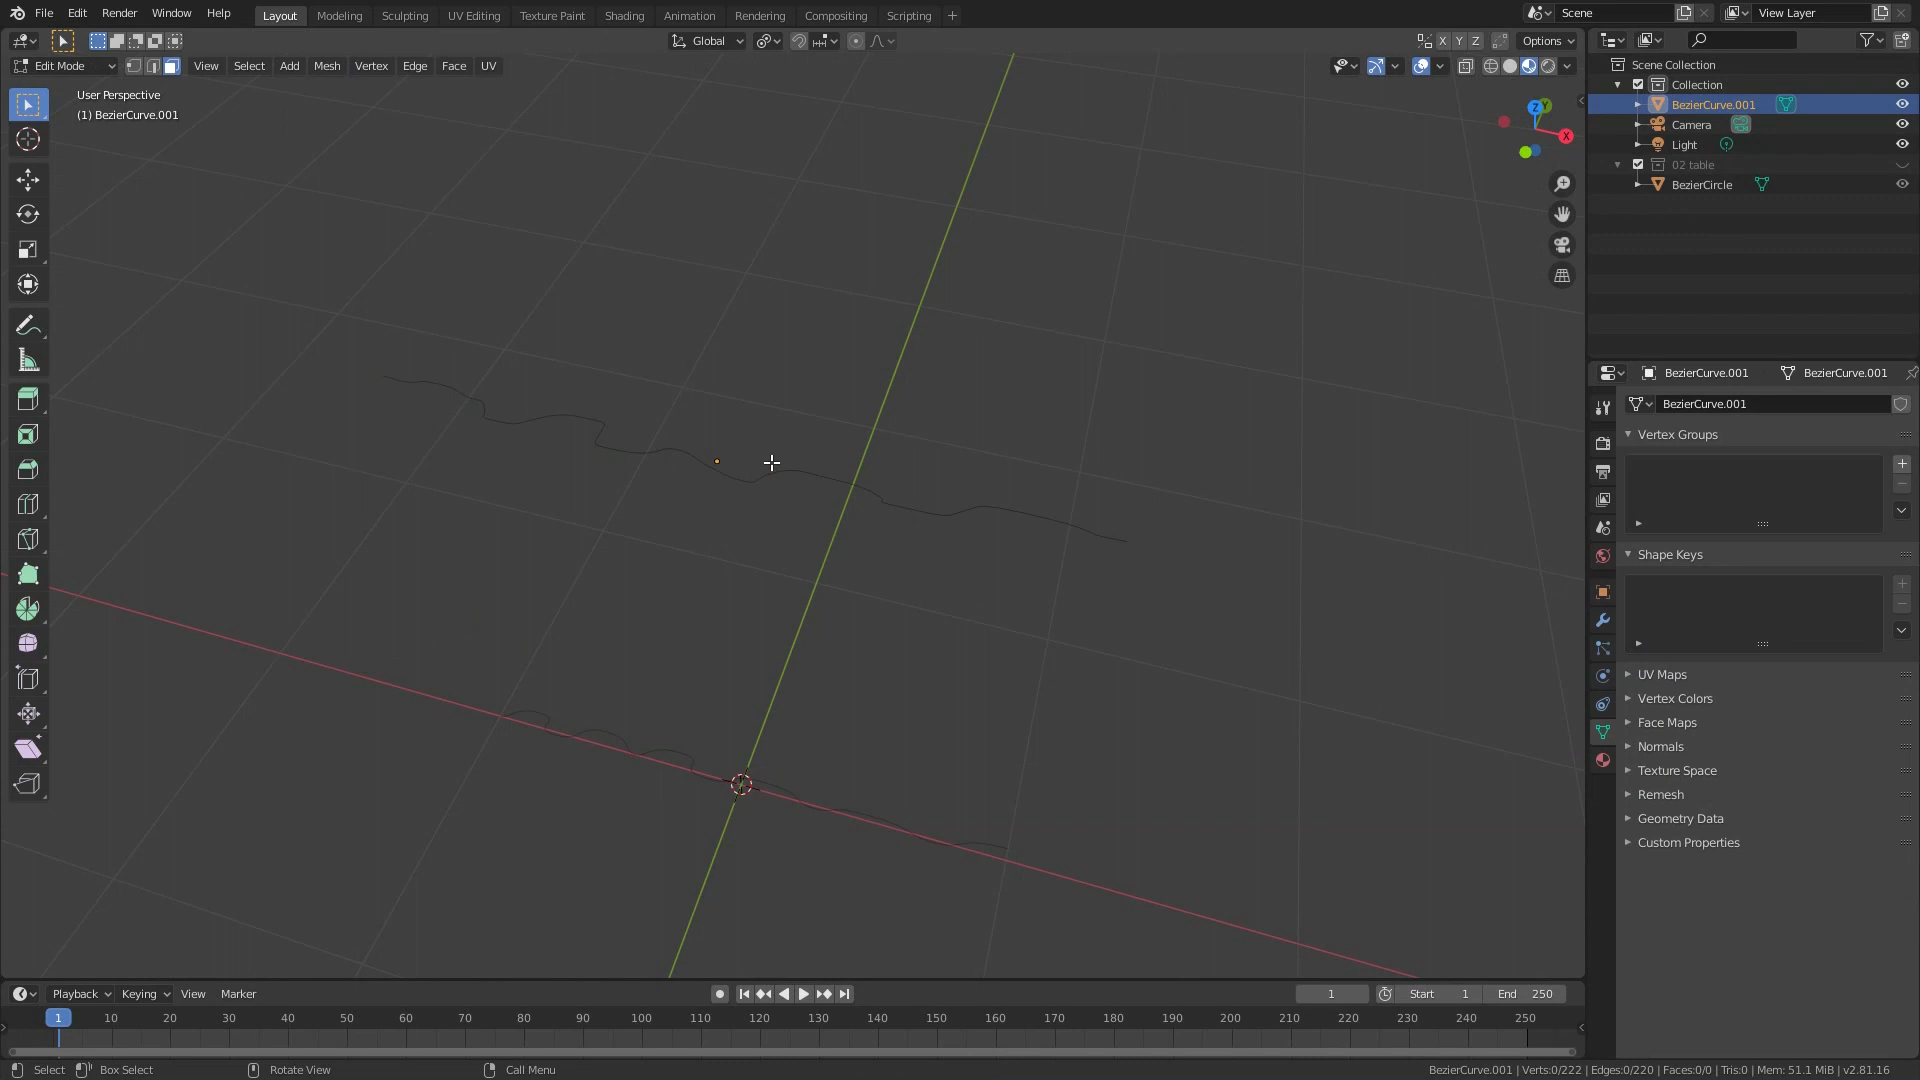 File Edit Render Window Help Layout Modeling Sculpting UV Editing Texture Paint Shading Animation Rendering Compositing Scripting + Scene View Layer
Global X Y Z Options
Edit Mode View Select Add Mesh Vertex Edge Face UV
User Perspective
(1) BezierCurve.001
Z
Y
X
Scene Collection
Collection
BezierCurve.001
Camera
Light
02 table
BezierCircle
BezierCurve.001 BezierCurve.001
BezierCurve.001
Vertex Groups
Shape Keys
UV Maps
Vertex Colors
Face Maps
Normals
Texture Space
Remesh
Geometry Data
Custom Properties
Playback Keying View Marker 1 Start 1 End 250
1 10 20 30 40 50 60 70 80 90 100 110 120 130 140 150 160 170 180 190 200 210 220 230 240 250
Select Box Select Rotate View Call Menu BezierCurve.001 | Verts:0/222 | Edges:0/220 | Faces:0/0 | Tris:0 | Mem: 51.1 MiB | v2.81.16